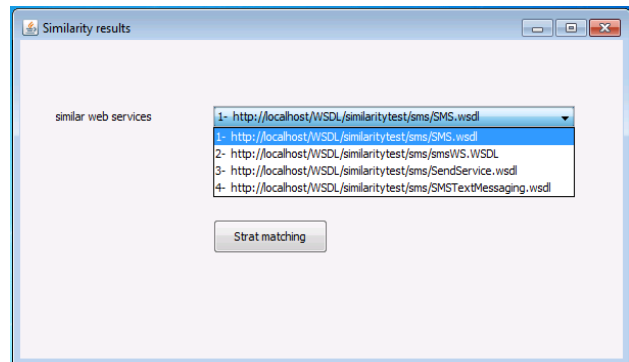 Similarity results
similar web services
1- http://localhost/WSDL/similaritytest/sms/SMS.wsdl
1- http://localhost/WSDL/similaritytest/sms/SMS.wsdl
2- http://localhost/WSDL/similaritytest/sms/smsWS.WSDL
3- http://localhost/WSDL/similaritytest/sms/SendService.wsdl
4- http://localhost/WSDL/similaritytest/sms/SMSTextMessaging.wsdl
Strat matching